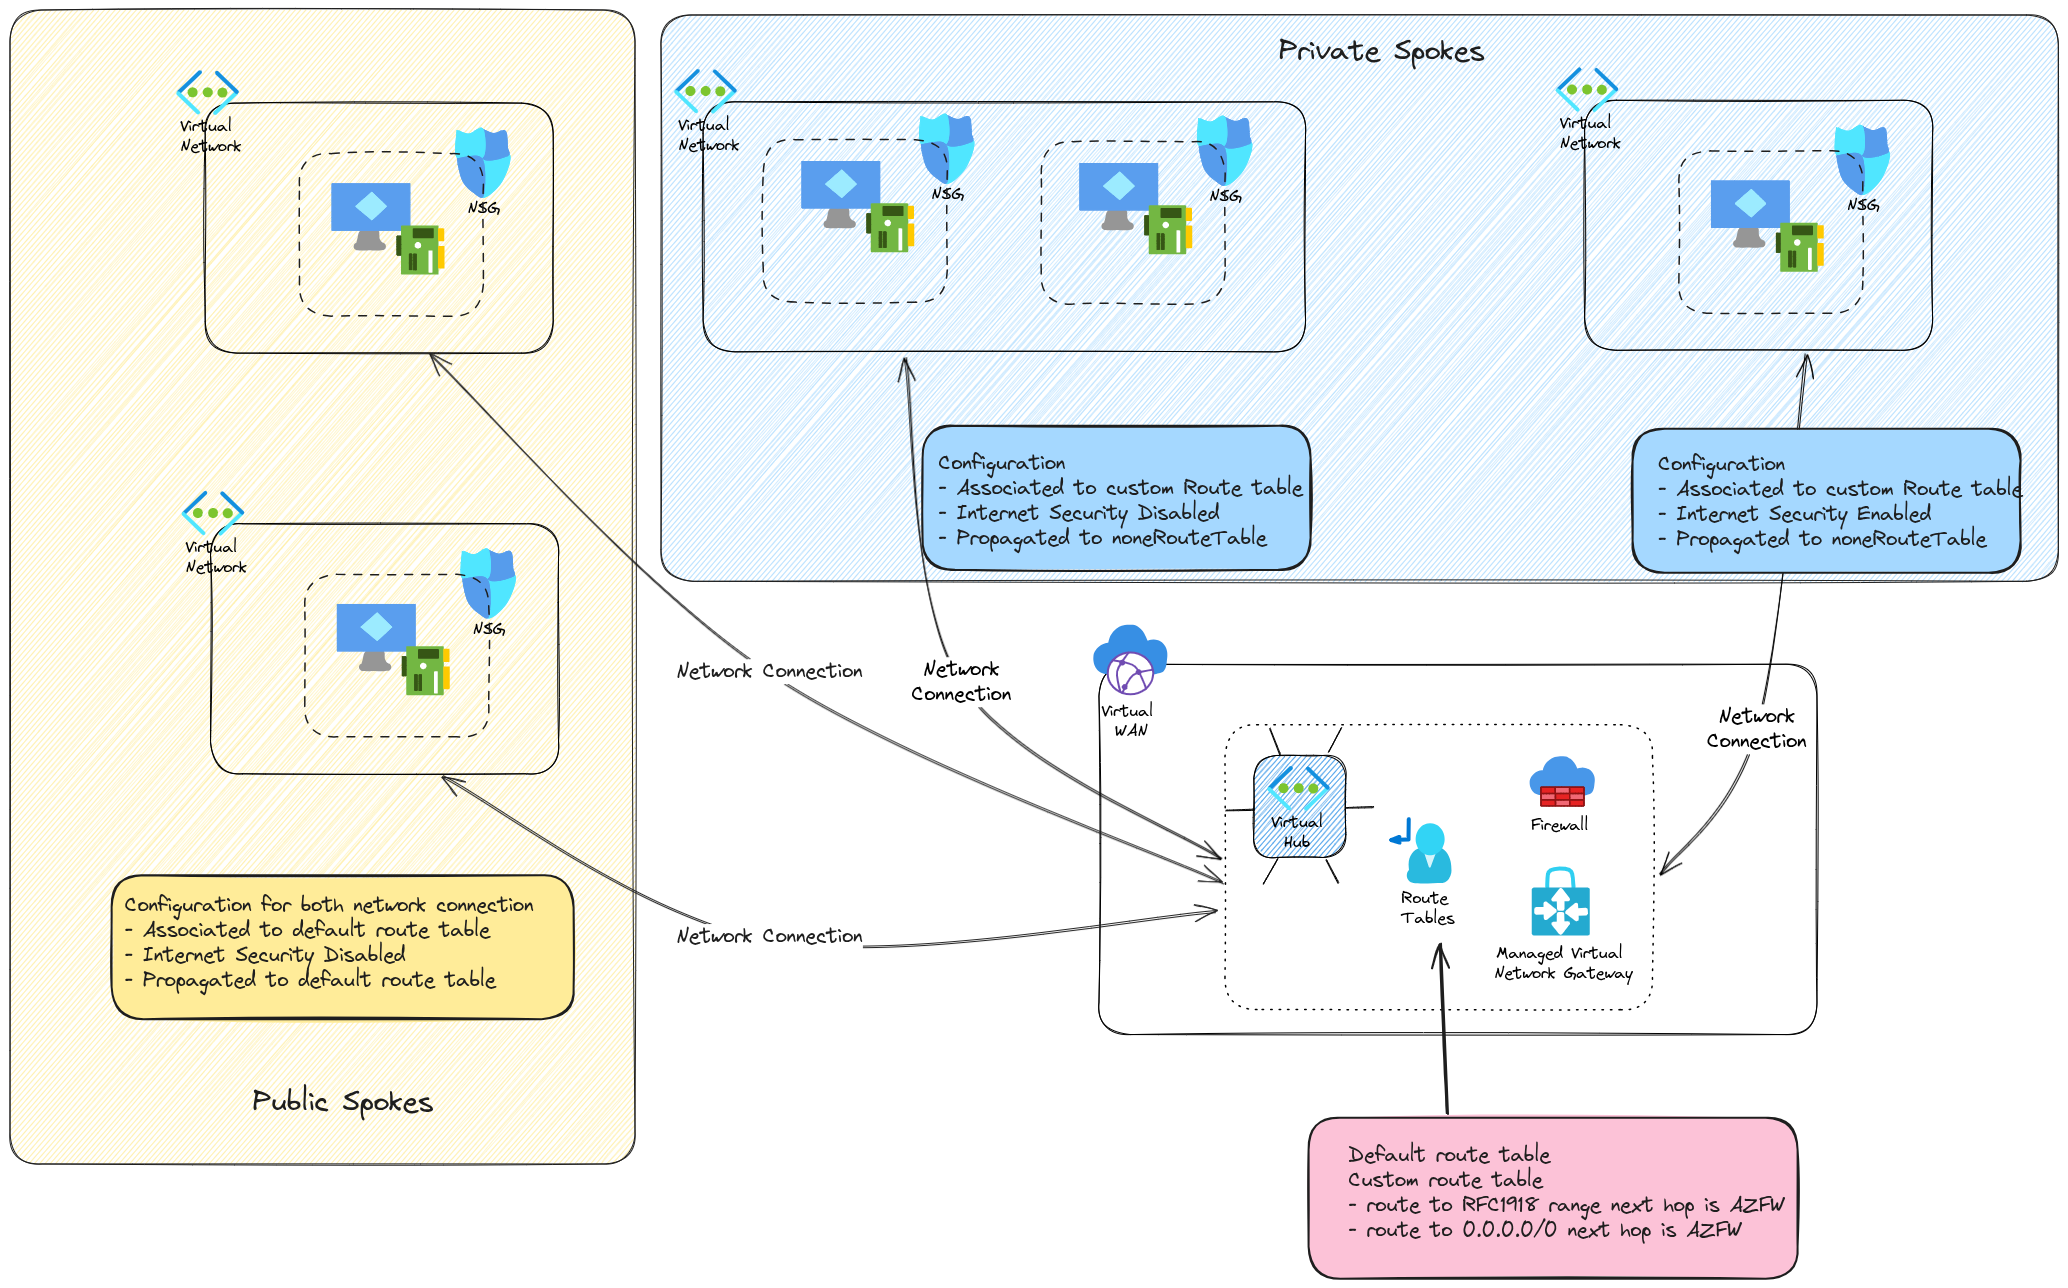 Private Spokes
Virtual
Network
NSG
Virtual
Network
NSG
NSG
Virtual
Network
NSG
Configuration
- Associated to custom Route table
- Internet Security Disabled
- Propagated to noneRouteTable
Configuration
- Associated to custom Route table
- Internet Security Enabled
- Propagated to noneRouteTable
Virtual
Network
NSG
Network Connection
Network
Connection
Network
Connection
Virtual
WAN
Virtual
Hub
Firewall
Route
Tables
Managed Virtual
Network Gateway
Network Connection
Configuration for both network connection
- Associated to default route table
- Internet Security Disabled
- Propagated to default route table
Public Spokes
Default route table
Custom route table
- route to RFC1918 range next hop is AZFW
- route to 0.0.0.0/0 next hop is AZFW